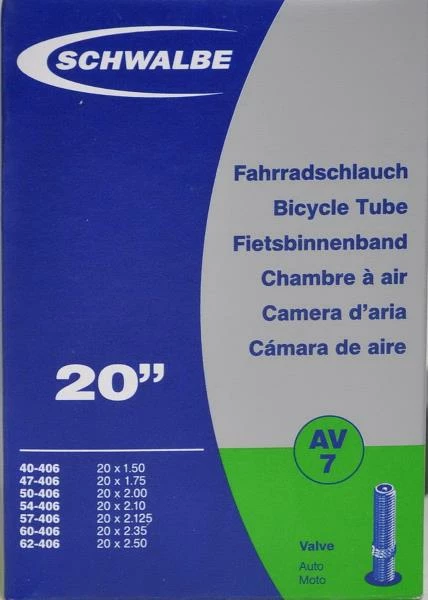 SCHWALBE
Fahrradschlauch
Bicycle Tube
Fietsbinnenband
Chambre à air
Camera d'aria
Cámara de aire
20”
40-406 20 x 1.50
47-406 20 x 1.75
50-406 20 x 2.00
54-406 20 x 2.10
57-406 20 x 2.125
60-406 20 x 2.35
62-406 20 x 2.50
AV
7
Valve
Auto
Moto